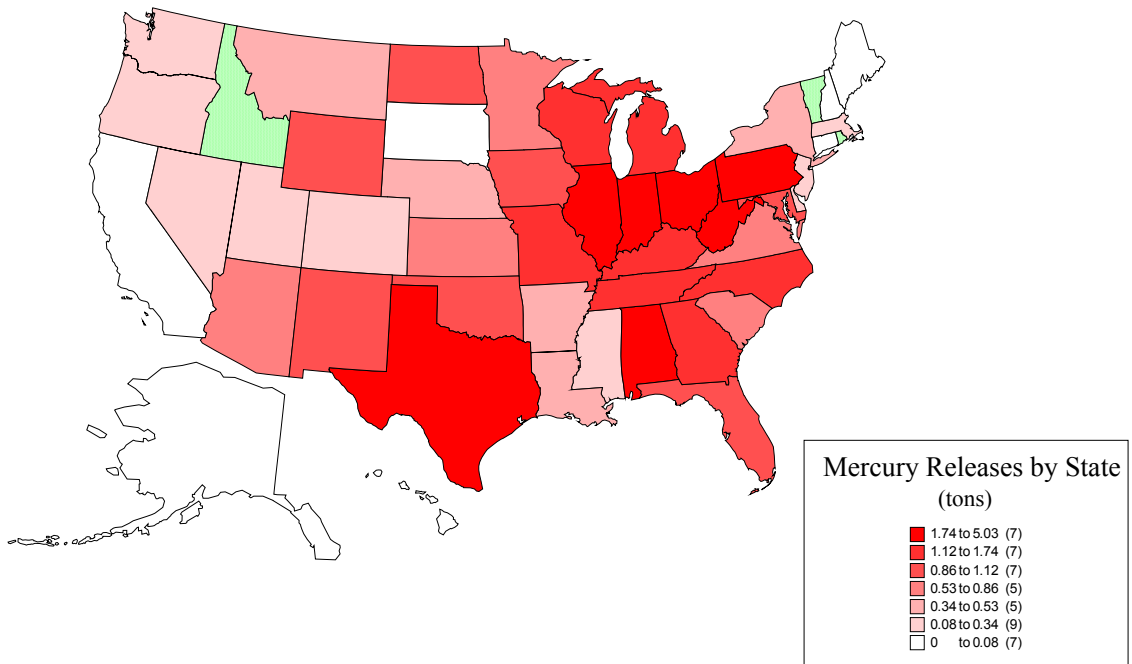 Mercury Releases by State
(tons)
1.74 to 5.03 (7)
1.12 to 1.74 (7)
0.86 to 1.12 (7)
0.53 to 0.86 (5)
0.34 to 0.53 (5)
0.08 to 0.34 (9)
0 to 0.08 (7)